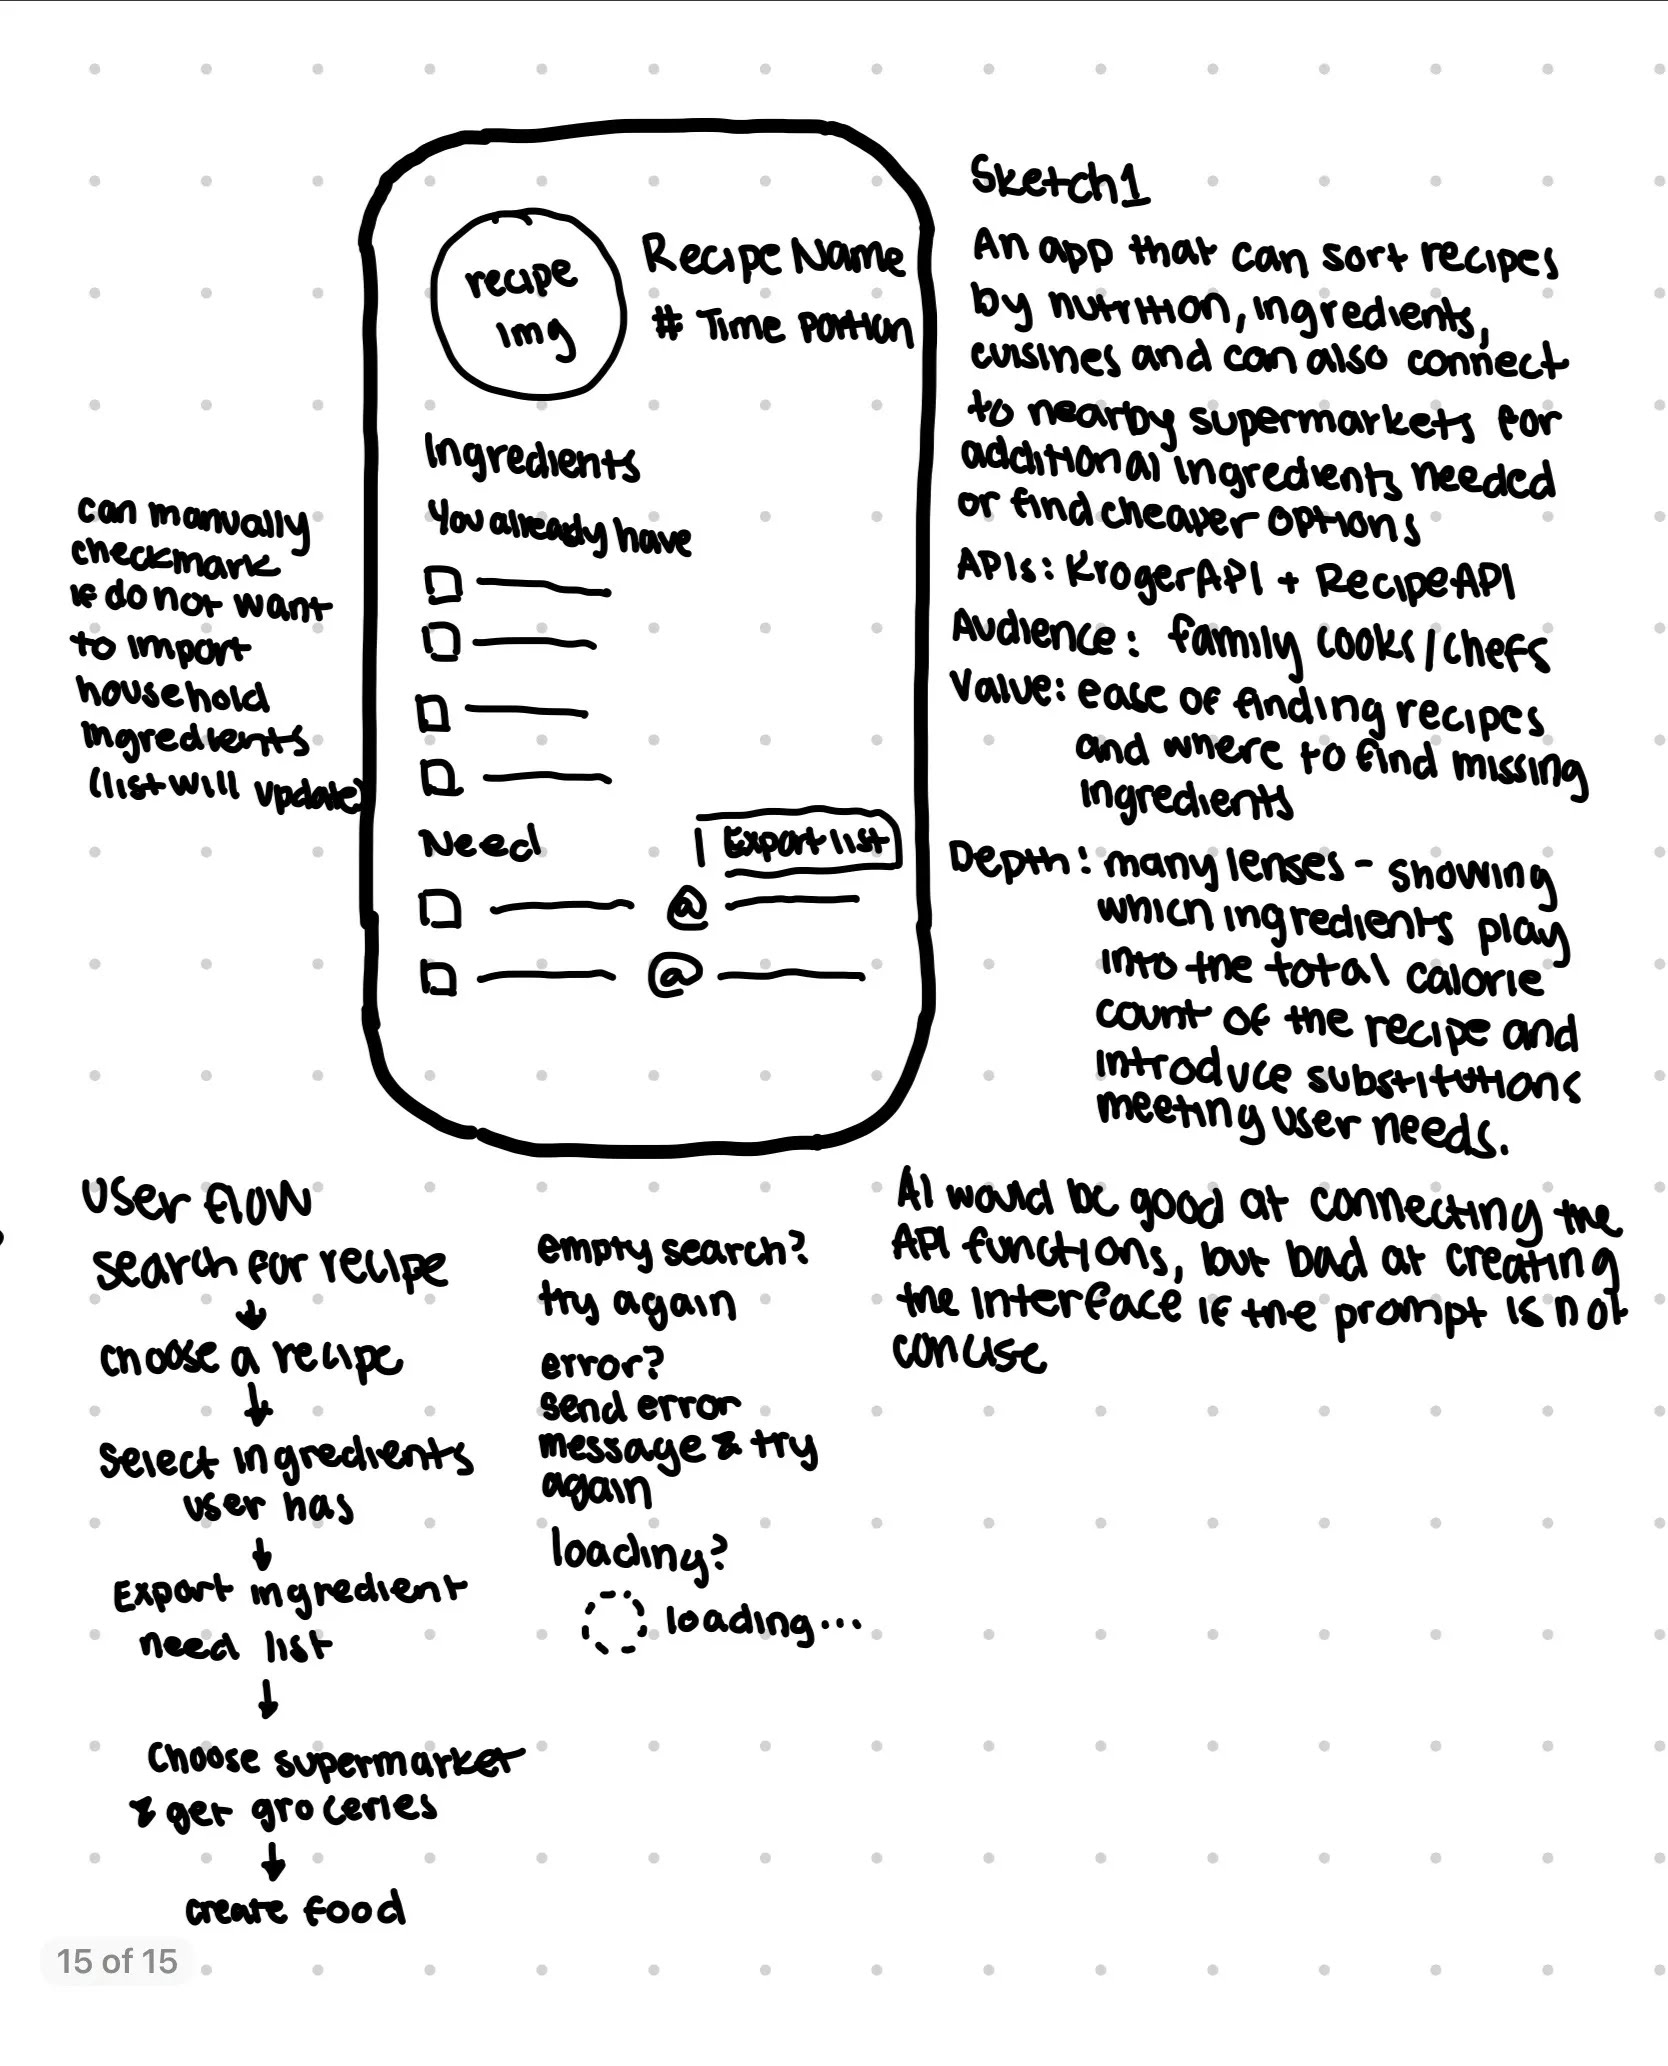 Sketch 1
An app that can sort recipes
by nutrition, ingredients,
cuisines and can also connect
to nearby supermarkets for
additional ingredients needed
or find cheaper options
APIs: KrogerAPI + RecipeAPI
Audience: family cooks/chefs
Value: ease of finding recipes
and where to find missing
ingredients
Depth: many lenses - showing
which ingredients play
into the total calorie
count of the recipe and
introduce substitutions
meeting user needs.
recipe
img
Recipe Name
# Time Portion
Ingredients
You already have
Need
Export list
@
@
can manually
checkmark
if do not want
to import
household
ingredients
(list will update)
User flow
search for recipe
↓
choose a recipe
↓
Select ingredients
user has
↓
Export ingredient
need list
↓
Choose supermarket
& get groceries
↓
create food
empty search?
try again
error?
send error
message & try
again
loading?
loading...
AI would be good at connecting the
API functions, but bad at creating
the interface if the prompt is not
concise
15 of 15